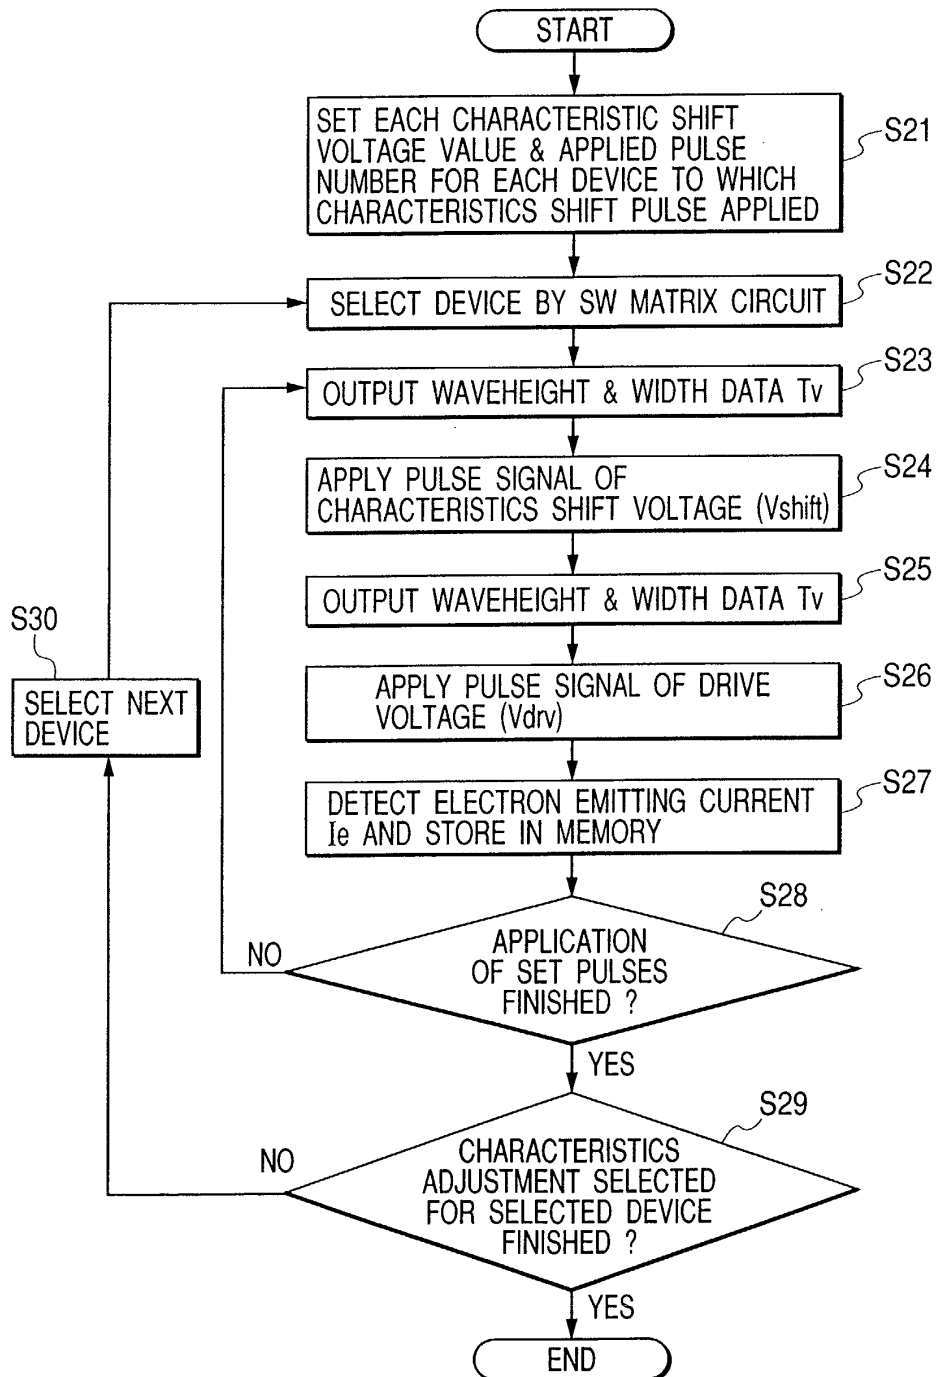 START
SET EACH CHARACTERISTIC SHIFT
VOLTAGE VALUE & APPLIED PULSE
NUMBER FOR EACH DEVICE TO WHICH
CHARACTERISTICS SHIFT PULSE APPLIED
S21
SELECT DEVICE BY SW MATRIX CIRCUIT
S22
OUTPUT WAVEHEIGHT & WIDTH DATA Tv
S23
APPLY PULSE SIGNAL OF
CHARACTERISTICS SHIFT VOLTAGE (Vshift)
S24
OUTPUT WAVEHEIGHT & WIDTH DATA Tv
S25
S30
SELECT NEXT
DEVICE
APPLY PULSE SIGNAL OF DRIVE
VOLTAGE (Vdrv)
S26
DETECT ELECTRON EMITTING CURRENT
Ie AND STORE IN MEMORY
S27
S28
NO
APPLICATION
OF SET PULSES
FINISHED ?
YES
S29
NO
CHARACTERISTICS
ADJUSTMENT SELECTED
FOR SELECTED DEVICE
FINISHED ?
YES
END